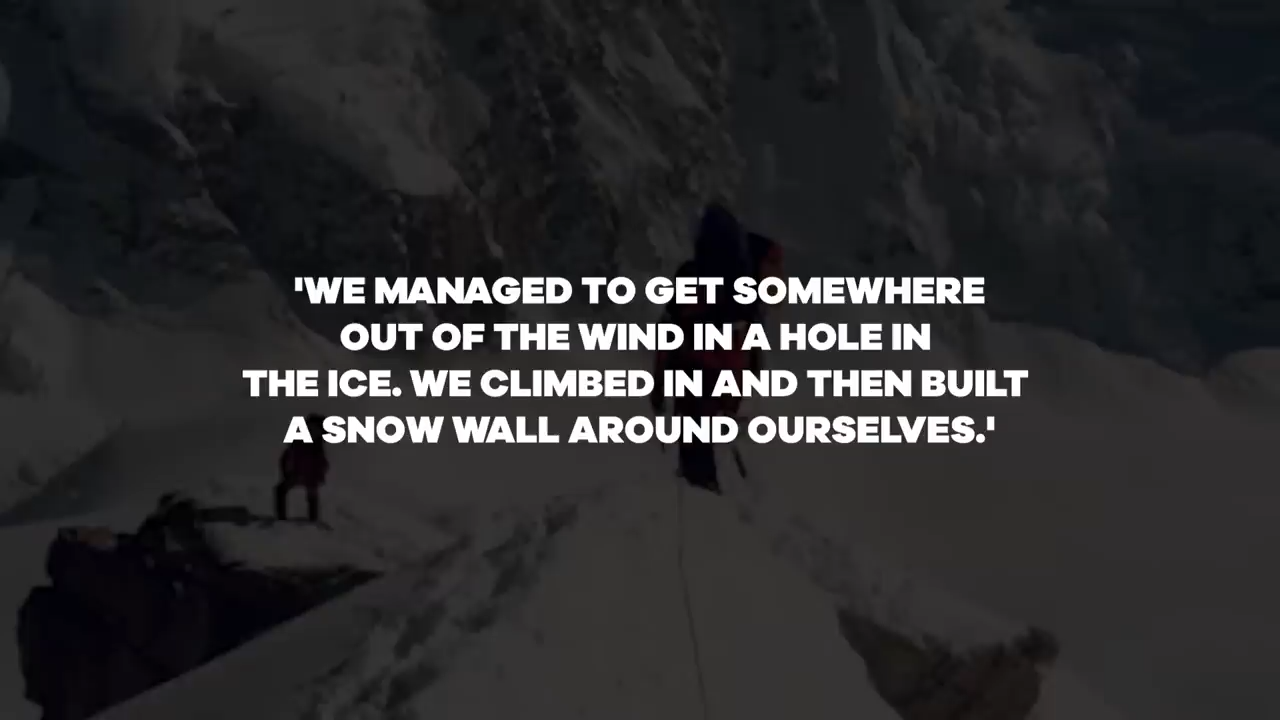 'WE MANAGED TO GET SOMEWHERE
OUT OF THE WIND IN A HOLE IN
THE ICE. WE CLIMBED IN AND THEN BUILT
A SNOW WALL AROUND OURSELVES.'